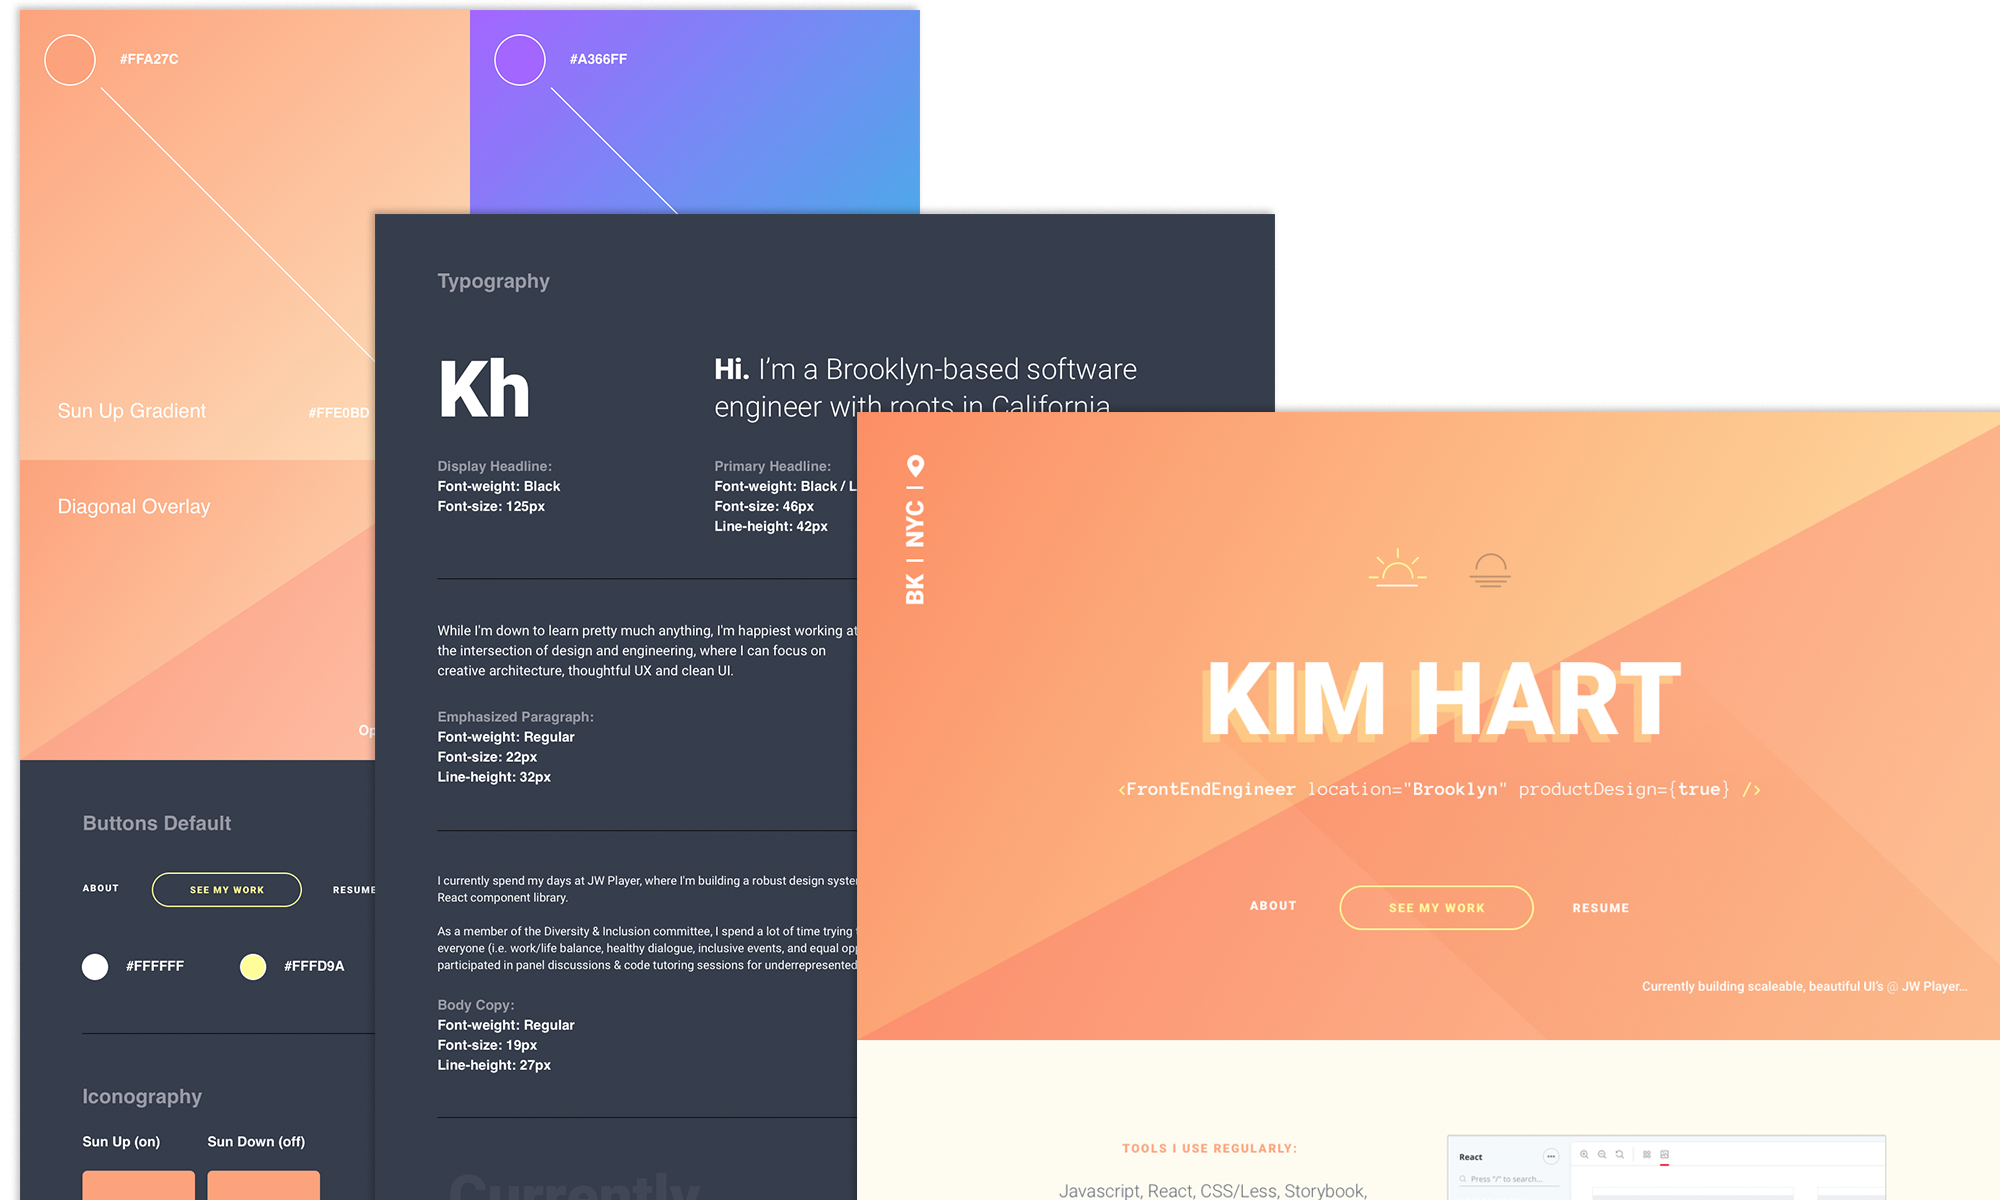 #FFA27C
#A366FF
Sun Up Gradient
#FFE0BD
Diagonal Overlay
Buttons Default
ABOUT
SEE MY WORK
RESUME
#FFFFFF
#FFFD9A
Iconography
Sun Up (on)
Sun Down (off)
Typography
Kh
Display Headline:
Font-weight: Black
Font-size: 125px
Hi. I’m a Brooklyn-based software
engineer with roots in California
Primary Headline:
Font-weight: Black / L
Font-size: 46px
Line-height: 42px
While I'm down to learn pretty much anything, I'm happiest working at
the intersection of design and engineering, where I can focus on
creative architecture, thoughtful UX and clean UI.
Emphasized Paragraph:
Font-weight: Regular
Font-size: 22px
Line-height: 32px
I currently spend my days at JW Player, where I'm building a robust design
React component library.
As a member of the Diversity & Inclusion committee, I spend a lot of time trying
everyone (i.e. work/life balance, healthy dialogue, inclusive events, and equal
participated in panel discussions & code tutoring sessions for underrepresented
Body Copy:
Font-weight: Regular
Font-size: 19px
Line-height: 27px
Currently
BK | NYC |
KIM HART
<FrontEndEngineer location="Brooklyn" productDesign={true} />
ABOUT
SEE MY WORK
RESUME
Currently building scaleable, beautiful UI's @ JW Player...
TOOLS I USE REGULARLY:
Javascript, React, CSS/Less, Storybook,
React
Press "/" to search...